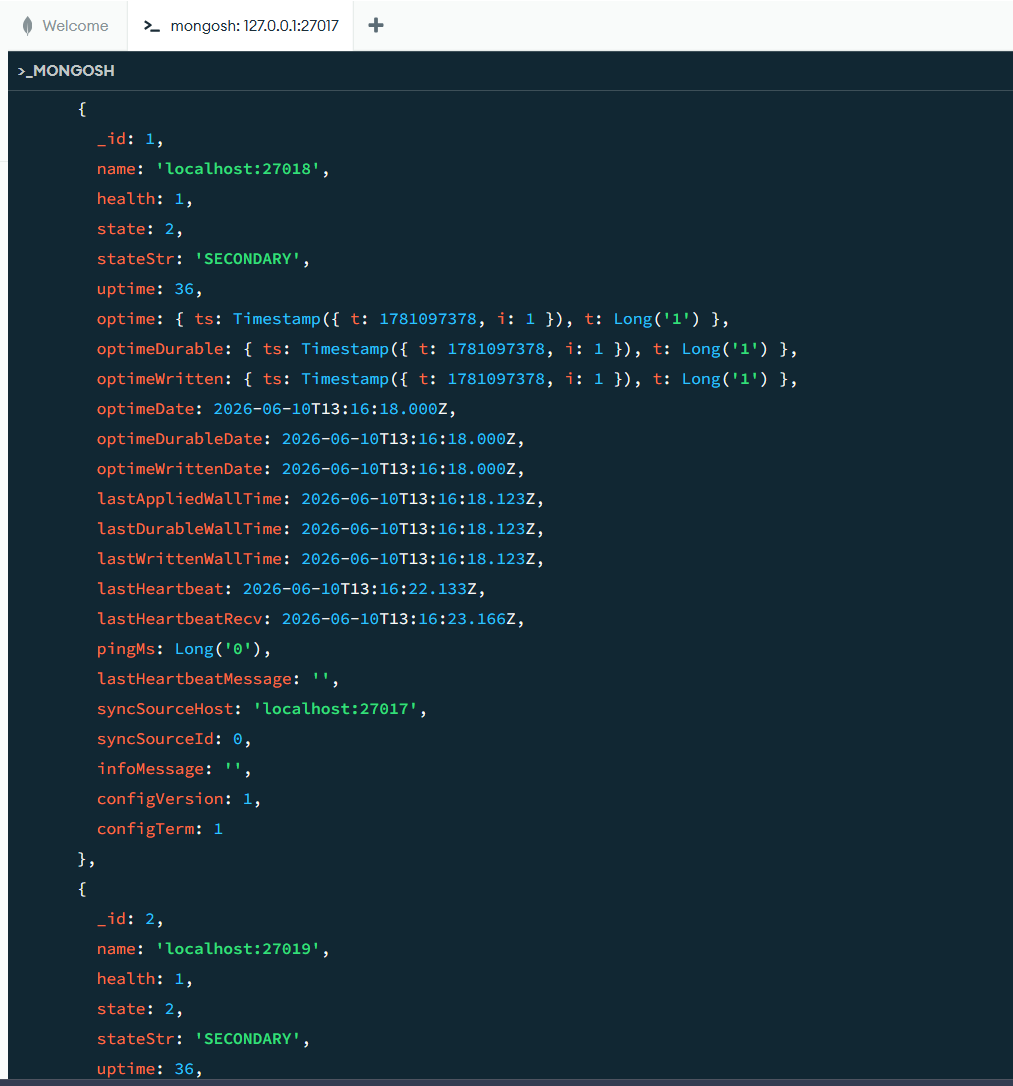 Welcome
>_ mongosh: 127.0.0.1:27017 +
>_MONGOSH
{
_id: 1,
name: 'localhost:27018',
health: 1,
state: 2,
stateStr: 'SECONDARY',
uptime: 36,
optime: { ts: Timestamp({ t: 1781097378, i: 1 }), t: Long('1') },
optimeDurable: { ts: Timestamp({ t: 1781097378, i: 1 }), t: Long('1') },
optimeWritten: { ts: Timestamp({ t: 1781097378, i: 1 }), t: Long('1') },
optimeDate: 2026-06-10T13:16:18.000Z,
optimeDurableDate: 2026-06-10T13:16:18.000Z,
optimeWrittenDate: 2026-06-10T13:16:18.000Z,
lastAppliedWallTime: 2026-06-10T13:16:18.123Z,
lastDurableWallTime: 2026-06-10T13:16:18.123Z,
lastWrittenWallTime: 2026-06-10T13:16:18.123Z,
lastHeartbeat: 2026-06-10T13:16:22.133Z,
lastHeartbeatRecv: 2026-06-10T13:16:23.166Z,
pingMs: Long('0'),
lastHeartbeatMessage: '',
syncSourceHost: 'localhost:27017',
syncSourceId: 0,
infoMessage: '',
configVersion: 1,
configTerm: 1
},
{
_id: 2,
name: 'localhost:27019',
health: 1,
state: 2,
stateStr: 'SECONDARY',
uptime: 36,